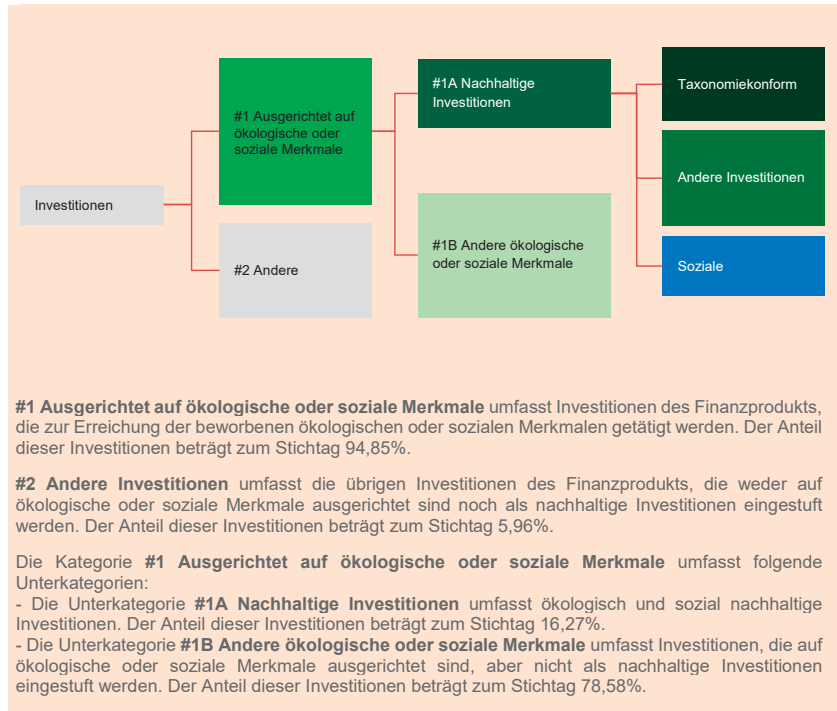 Investitionen
#1 Ausgerichtet auf
ökologische oder
soziale Merkmale
#2 Andere
#1A Nachhaltige
Investitionen
#1B Andere ökologische
oder soziale Merkmale
Taxonomiekonform
Andere Investitionen
Soziale
#1 Ausgerichtet auf ökologische oder soziale Merkmale umfasst Investitionen des Finanzprodukts,
die zur Erreichung der beworbenen ökologischen oder sozialen Merkmalen getätigt werden. Der Anteil
dieser Investitionen beträgt zum Stichtag 94,85%.
#2 Andere Investitionen umfasst die übrigen Investitionen des Finanzprodukts, die weder auf
ökologische oder soziale Merkmale ausgerichtet sind noch als nachhaltige Investitionen eingestuft
werden. Der Anteil dieser Investitionen beträgt zum Stichtag 5,96%.
Die Kategorie #1 Ausgerichtet auf ökologische oder soziale Merkmale umfasst folgende
Unterkategorien:
- Die Unterkategorie #1A Nachhaltige Investitionen umfasst ökologisch und sozial nachhaltige
Investitionen. Der Anteil dieser Investitionen beträgt zum Stichtag 16,27%.
- Die Unterkategorie #1B Andere ökologische oder soziale Merkmale umfasst Investitionen, die auf
ökologische oder soziale Merkmale ausgerichtet sind, aber nicht als nachhaltige Investitionen
eingestuft werden. Der Anteil dieser Investitionen beträgt zum Stichtag 78,58%.